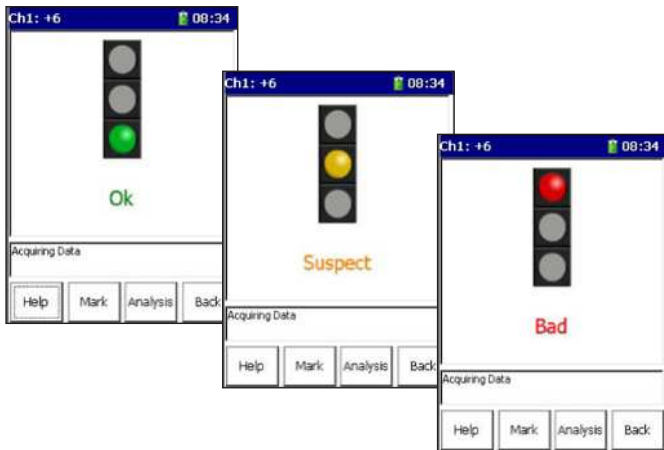 Ch1: +6 08:34
Ok
Acquiring Data
Help Mark Analysis Back
Ch1: +6 08:34
Suspect
Acquiring Data
Help Mark Analysis Back
Ch1: +6 08:34
Bad
Acquiring Data
Help Mark Analysis Back